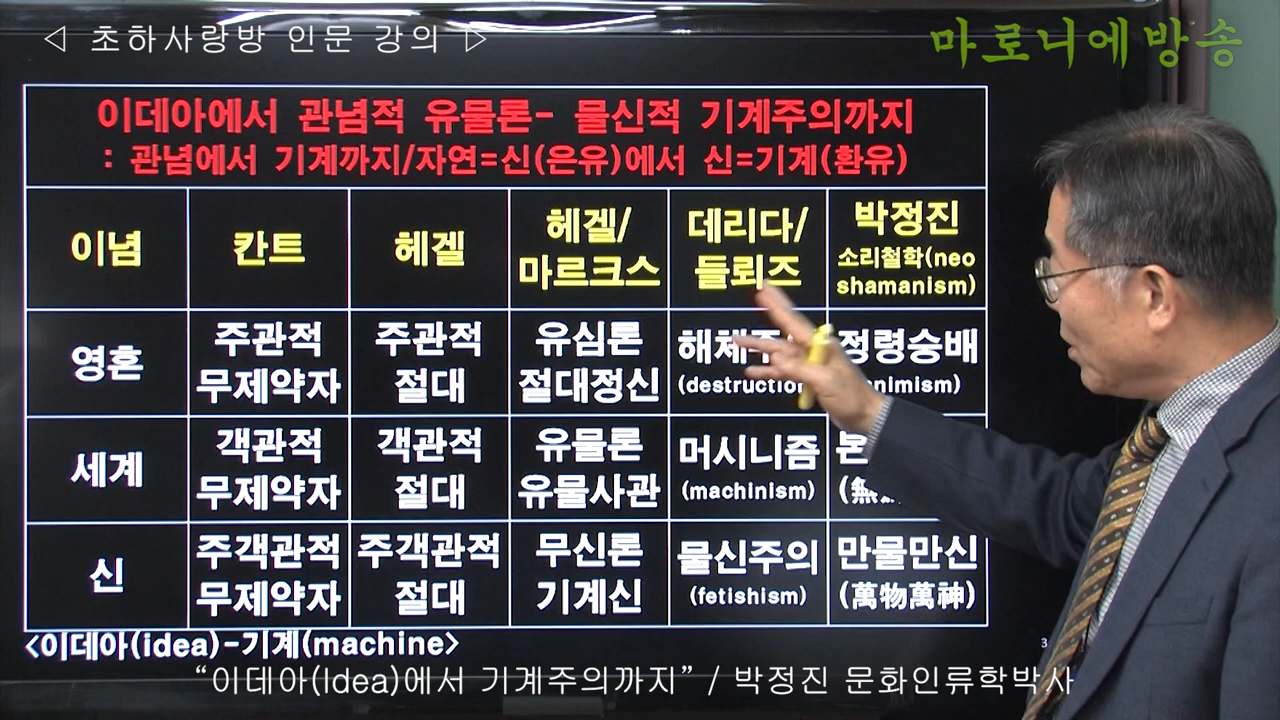 ◁ 초하사랑방 인문 강의 ▷
마로니에방송
이데아에서 관념적 유물론- 물신적 기계주의까지
: 관념에서 기계까지/자연=신(은유)에서 신=기계(환유)
이념
칸트
헤겔
헤겔/
마르크스
데리다/
들뢰즈
박정진
소리철학(neo
shamanism)
영혼
주관적
무제약자
주관적
절대
유심론
절대정신
(destruction
정령숭배
세계
객관적
무제약자
객관적
절대
유물론
유물사관
머시니즘
(machinism)
신
주객관적
무제약자
주객관적
절대
무신론
기계신
물신주의
(fetishism)
만물만신
(萬物萬神)
<이데아(idea)-기계(machine>
3
“이데아(Idea)에서 기계주의까지” / 박정진 문화인류학박사